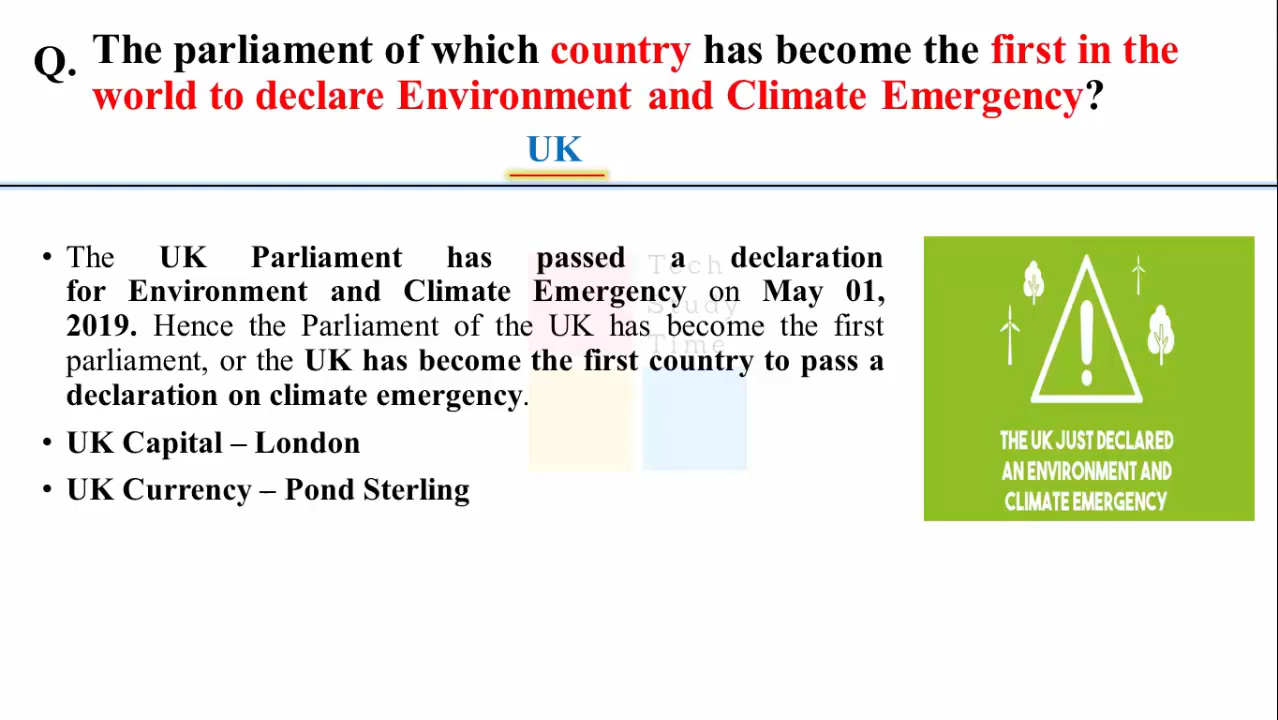 Q. The parliament of which country has become the first in the
world to declare Environment and Climate Emergency?
UK
• The UK Parliament has passed a declaration
for Environment and Climate Emergency on May 01,
2019. Hence the Parliament of the UK has become the first
parliament, or the UK has become the first country to pass a
declaration on climate emergency.
• UK Capital – London
• UK Currency – Pond Sterling
Tech
Study
Time
THE UK JUST DECLARED
AN ENVIRONMENT AND
CLIMATE EMERGENCY